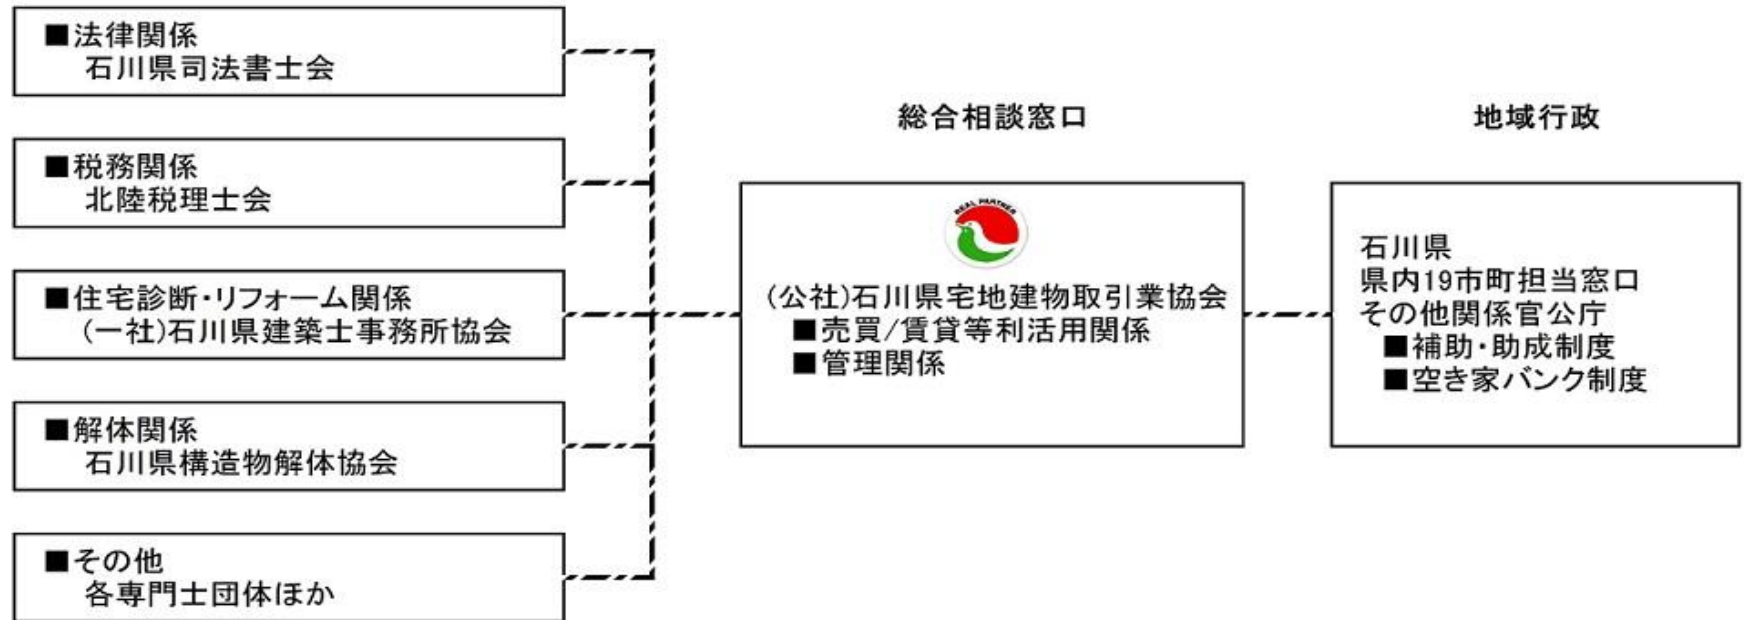 ■法律関係
石川県司法書士会
■税務関係
北陸税理士会
■住宅診断・リフォーム関係
(一社)石川県建築士事務所協会
■解体関係
石川県構造物解体協会
■その他
各専門士団体ほか
総合相談窓口
REAL PARTNER
(公社)石川県宅地建物取引業協会
■売買/賃貸等利活用関係
■管理関係
地域行政
石川県
県内19市町担当窓口
その他関係官公庁
■補助・助成制度
■空き家バンク制度